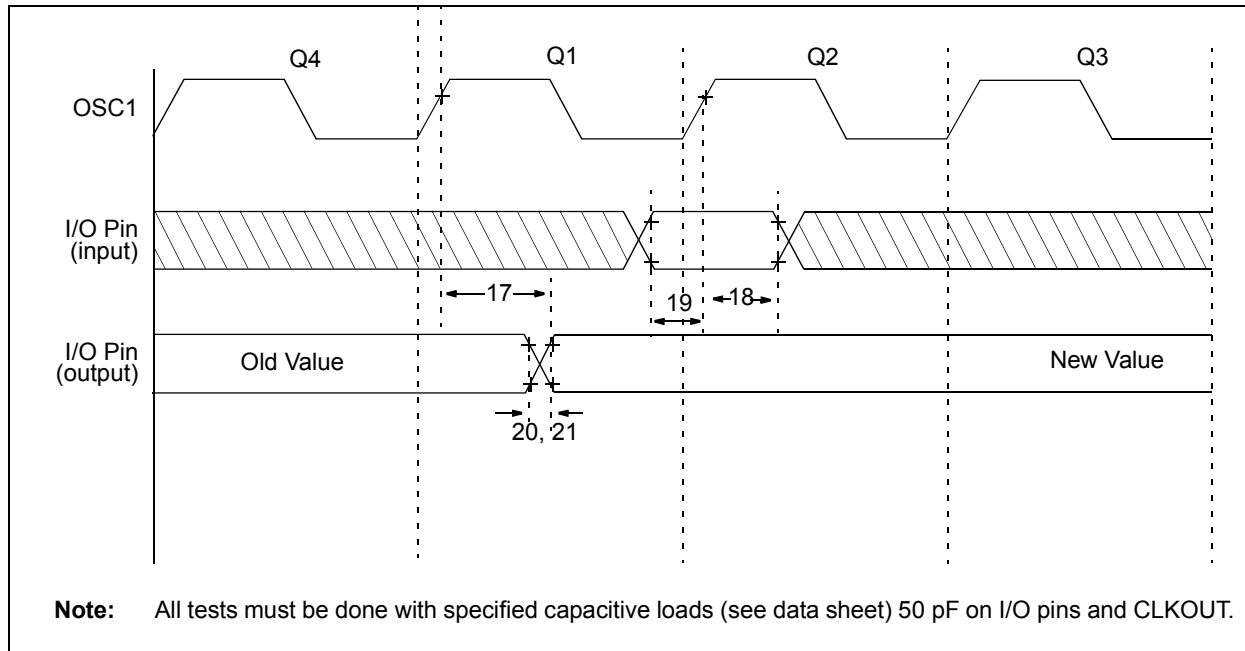 Q4 Q1 Q2 Q3
OSC1
I/O Pin
(input)
17 19 18
I/O Pin
(output)
Old Value New Value
20, 21
Note: All tests must be done with specified capacitive loads (see data sheet) 50 pF on I/O pins and CLKOUT.